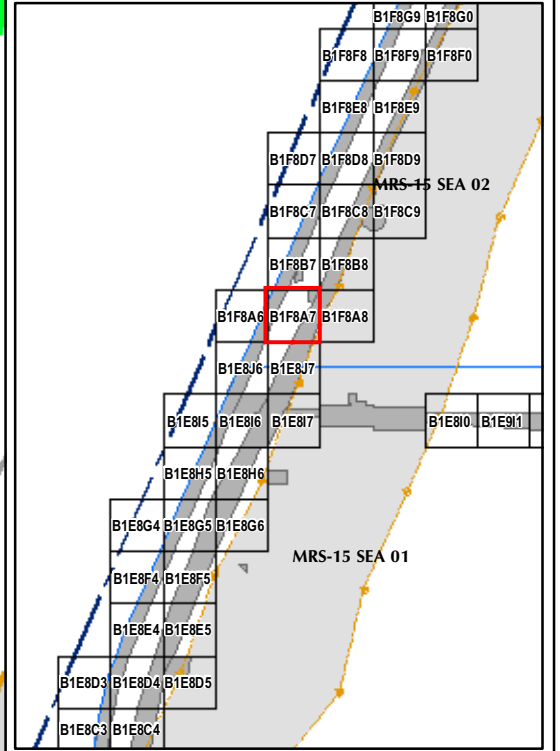 B1F8G9 B1F8G0
B1F8F8 B1F8F9 B1F8F0
B1F8E8 B1F8E9
B1F8D7 B1F8D8 B1F8D9
MRS-15 SEA 02
B1F8C7 B1F8C8 B1F8C9
B1F8B7 B1F8B8
B1F8A6 B1F8A7 B1F8A8
B1E8J6 B1E8J7
B1E8I5 B1E8I6 B1E8I7 B1E8I0 B1E9I1
B1E8H5 B1E8H6
B1E8G4 B1E8G5 B1E8G6
MRS-15 SEA 01
B1E8F4 B1E8F5
B1E8E4 B1E8E5
B1E8D3 B1E8D4 B1E8D5
B1E8C3 B1E8C4